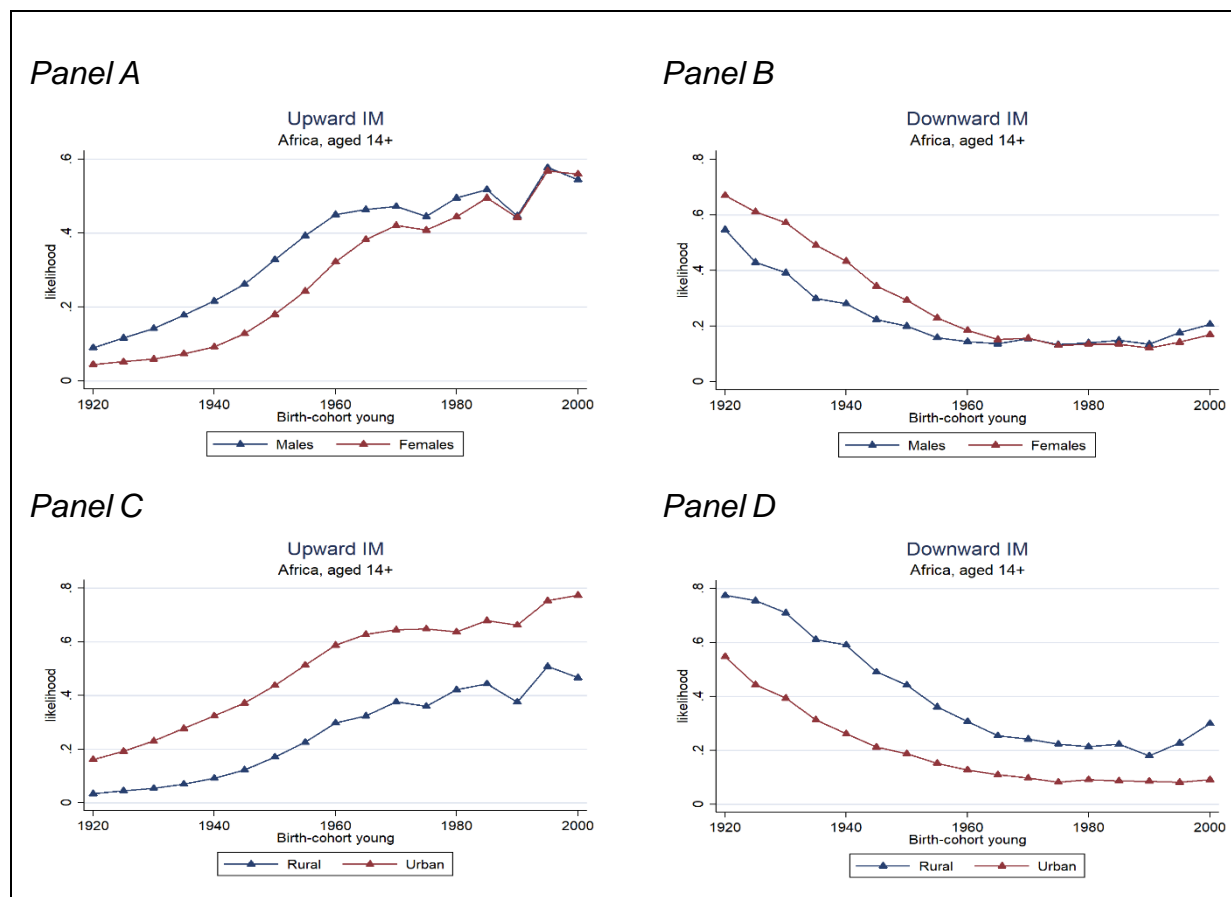 Panel A
Upward IM
Africa, aged 14+
likelihood
.6
.4
.2
0
1920 1940 1960 1980 2000
Birth-cohort young
Males Females
Panel B
Downward IM
Africa, aged 14+
likelihood
.8
.6
.4
.2
0
1920 1940 1960 1980 2000
Birth-cohort young
Males Females
Panel C
Upward IM
Africa, aged 14+
likelihood
.8
.6
.4
.2
0
1920 1940 1960 1980 2000
Birth-cohort young
Rural Urban
Panel D
Downward IM
Africa, aged 14+
likelihood
.8
.6
.4
.2
0
1920 1940 1960 1980 2000
Birth-cohort young
Rural Urban